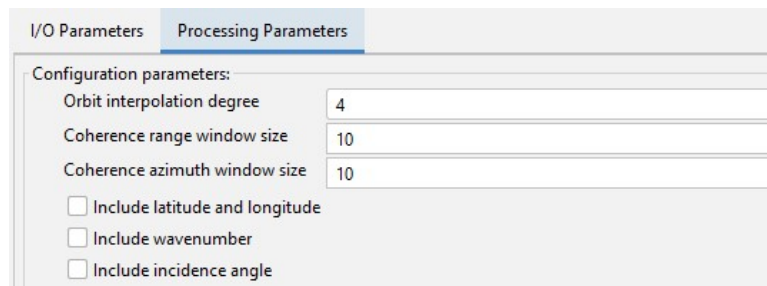 I/O Parameters Processing Parameters
Configuration parameters:
Orbit interpolation degree 4
Coherence range window size 10
Coherence azimuth window size 10
Include latitude and longitude
Include wavenumber
Include incidence angle